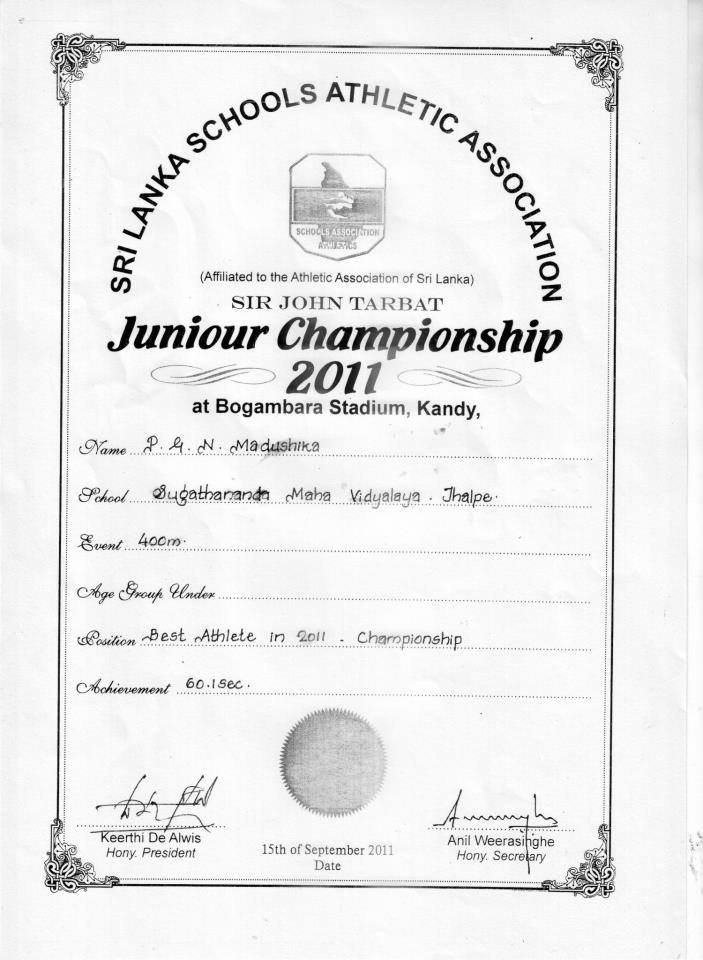 SRI LANKA SCHOOLS ATHLETIC ASSOCIATION
SCHOOLS ASSOCIATION
ATHLETICS
(Affiliated to the Athletic Association of Sri Lanka)
SIR JOHN TARBAT
Juniour Championship
2011
at Bogambara Stadium, Kandy,
Name P. G. N. Madushika
School Sugathananda Maha Vidyalaya. Ihalpe.
Event 400m.
Age Group Under
Position Best Athlete in 2011 - Championship
Achievement 60.1Sec.
Keerthi De Alwis
Hony. President
15th of September 2011
Date
Anil Weerasinghe
Hony. Secretary